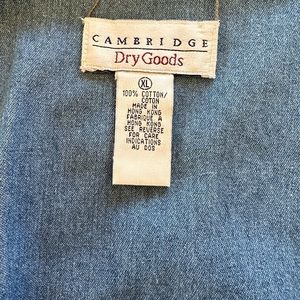 CAMBRIDGE
Dry Goods
XL
100% COTTON/
COTON
MADE IN
HONG KONG
FABRIQUÉ À
HONG KONG
SEE REVERSE
FOR CARE
INDICATIONS
AU DOS